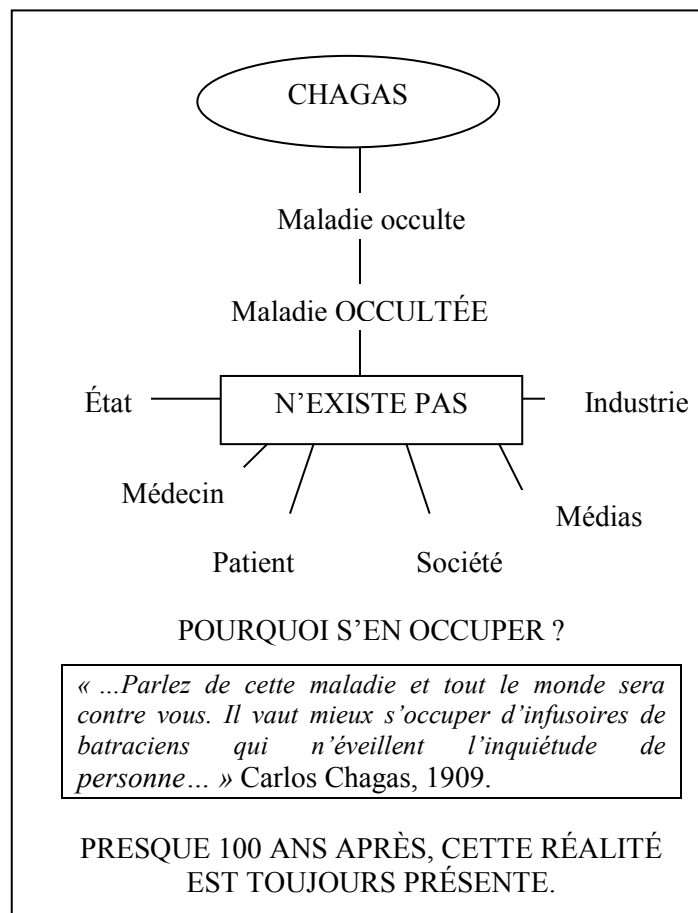 CHAGAS
Maladie occulte
Maladie OCCULTÉE
État
N'EXISTE PAS
Industrie
Médecin
Médias
Patient
Société
POURQUOI S'EN OCCUPER ?
« …Parlez de cette maladie et tout le monde sera
contre vous. Il vaut mieux s'occuper d'infusoires de
batraciens qui n'éveillent l'inquiétude de
personne… » Carlos Chagas, 1909.
PRESQUE 100 ANS APRÈS, CETTE RÉALITÉ
EST TOUJOURS PRÉSENTE.